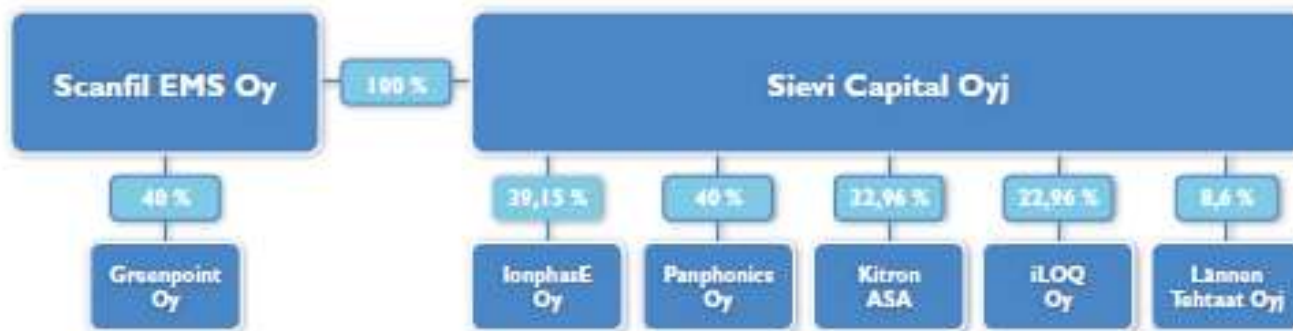 Scanfil EMS Oy
100 %
Sievi Capital Oyj
40 %
39,15 %
40 %
32,96 %
22,96 %
8,6 %
Greenpoint
Oy
IonphasE
Oy
Panphonics
Oy
Kitron
ASA
iLOQ
Oy
Lännen
Tehtaat Oyj